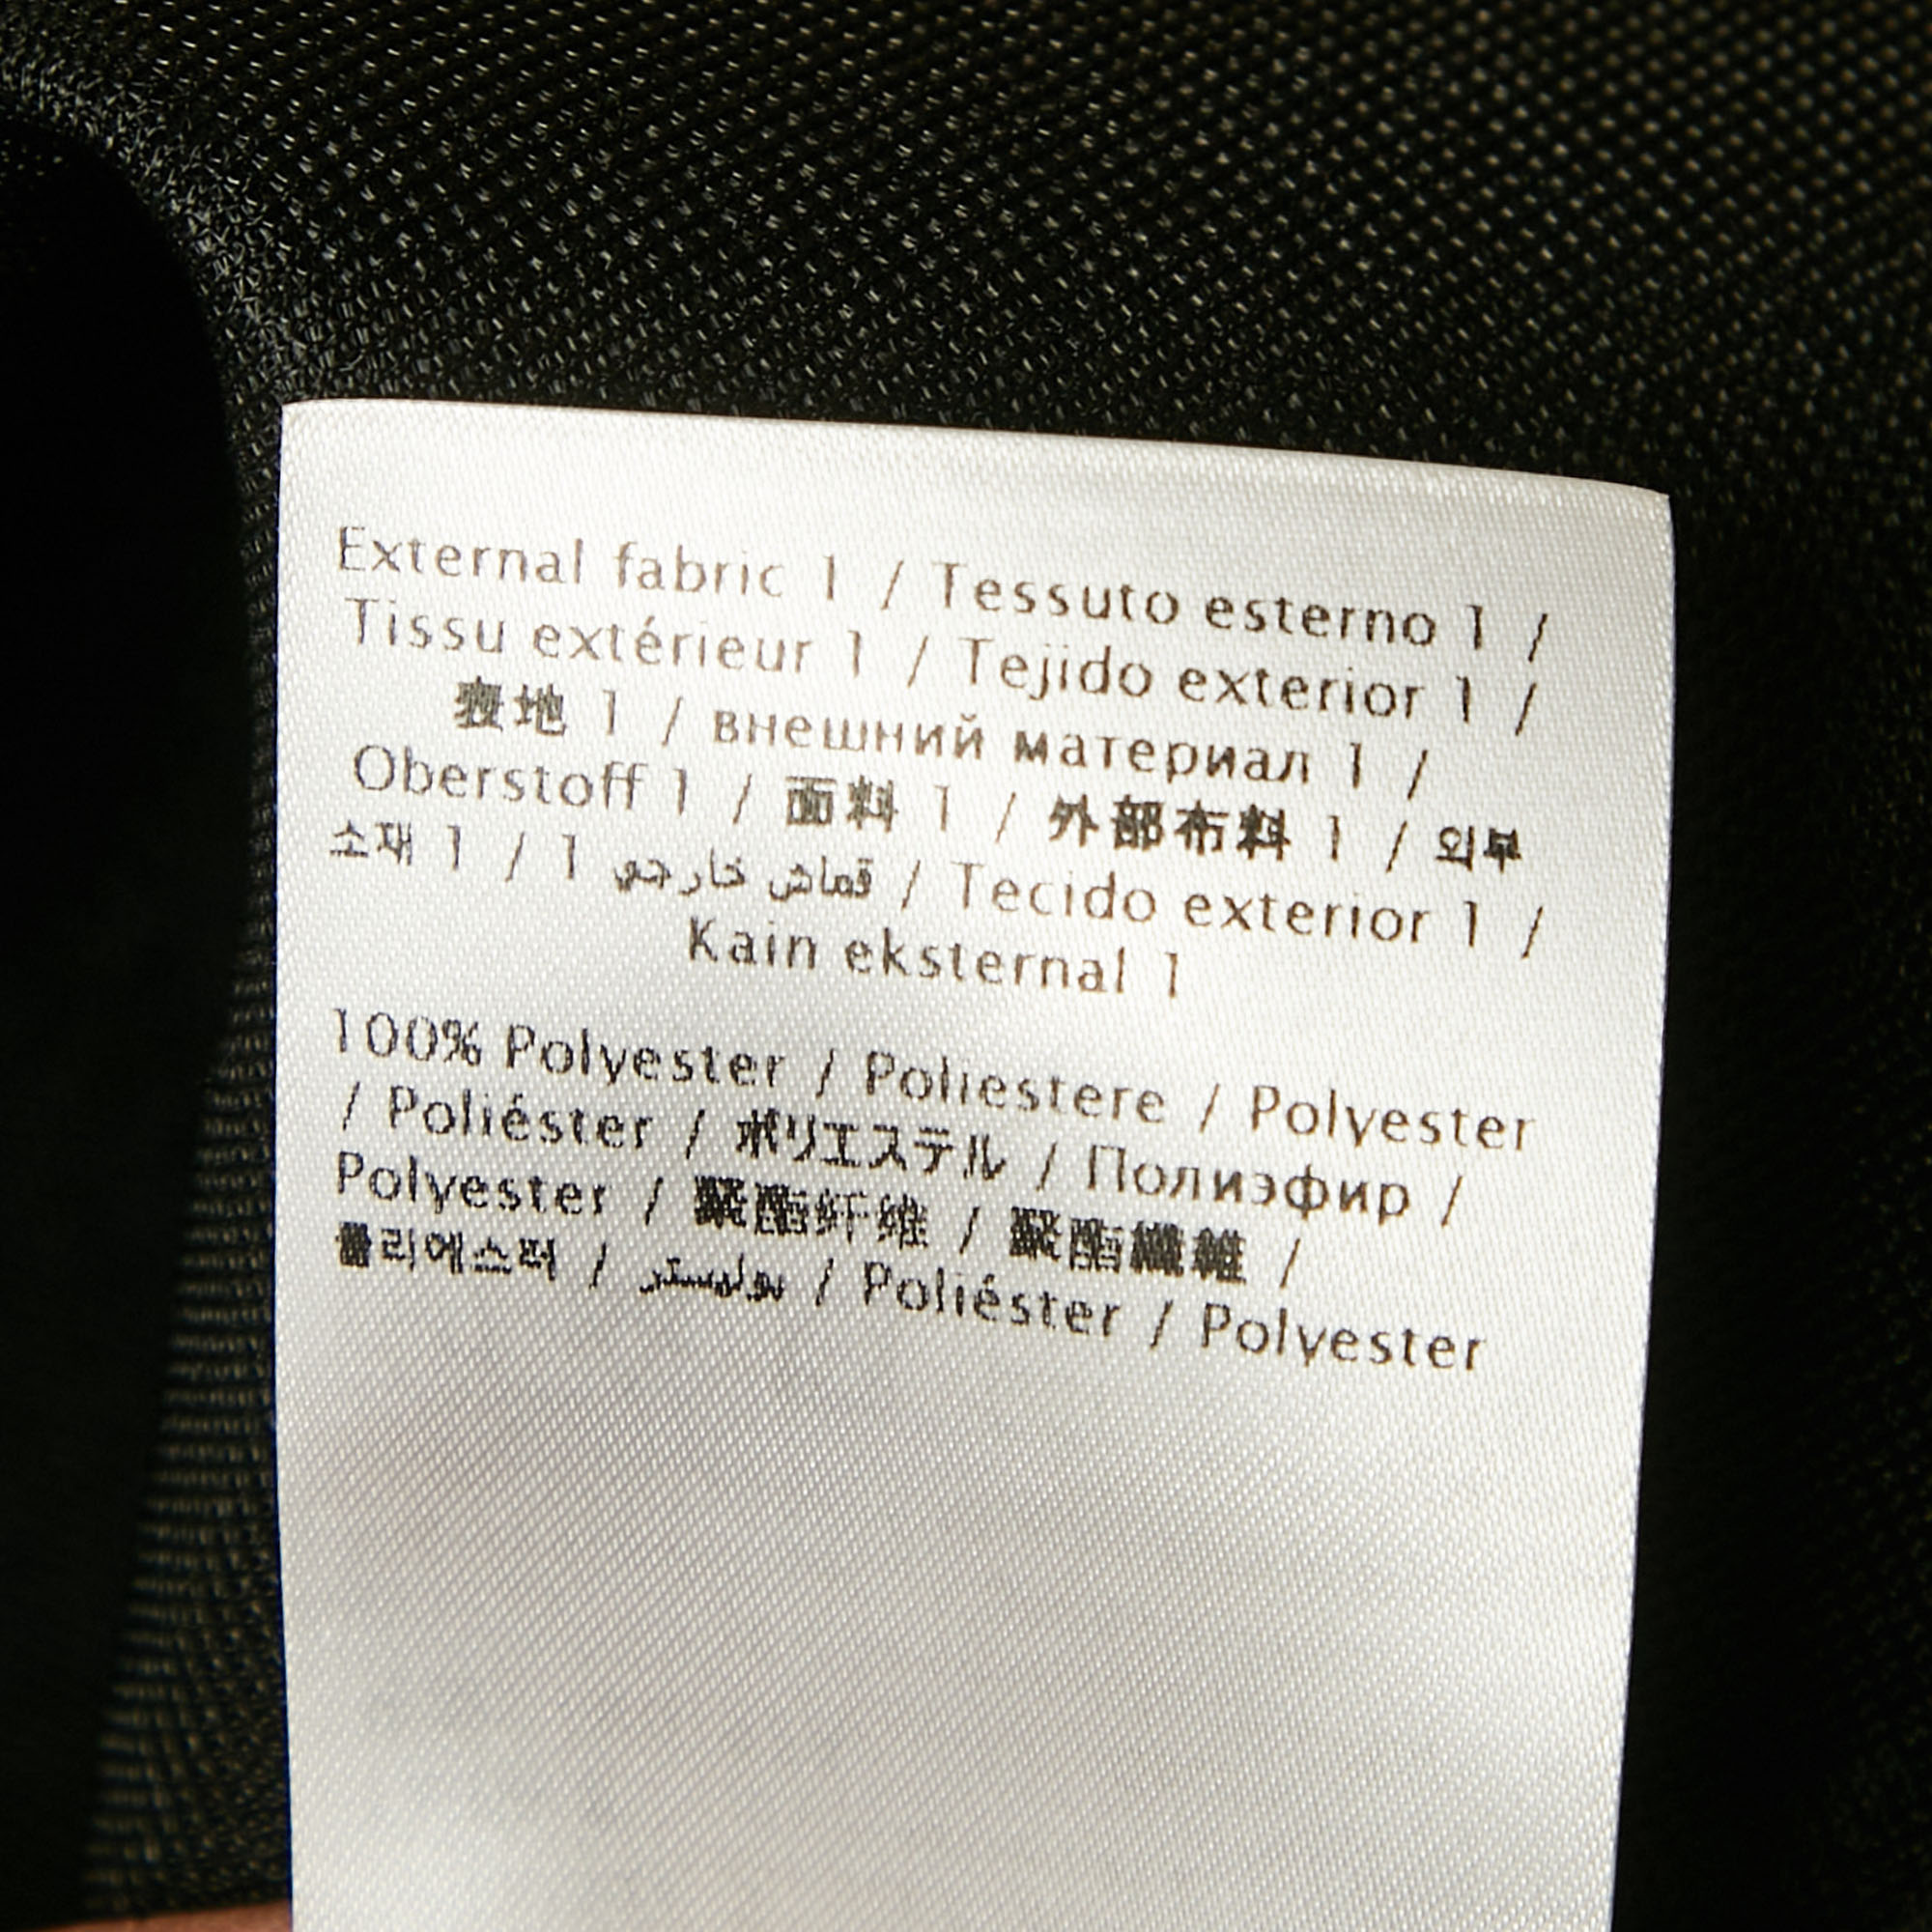 External fabric 1 / Tessuto esterno 1 /
Tissu extérieur 1 / Tejido exterior 1 /
表地 1 / внешний материал 1 /
Oberstoff 1 / 面料 1 / 外部布料 1 / 외부
소재 1 / 1 قماش خارجي / Tecido exterior 1 /
Kain eksternal 1
100% Polyester / Poliestere / Polyester
/ Poliéster / ポリエステル / Полиэфир /
Polyester / 聚酯纤维 / 聚酯纖維 /
폴리에스터 / بوليستر / Poliéster / Polyester